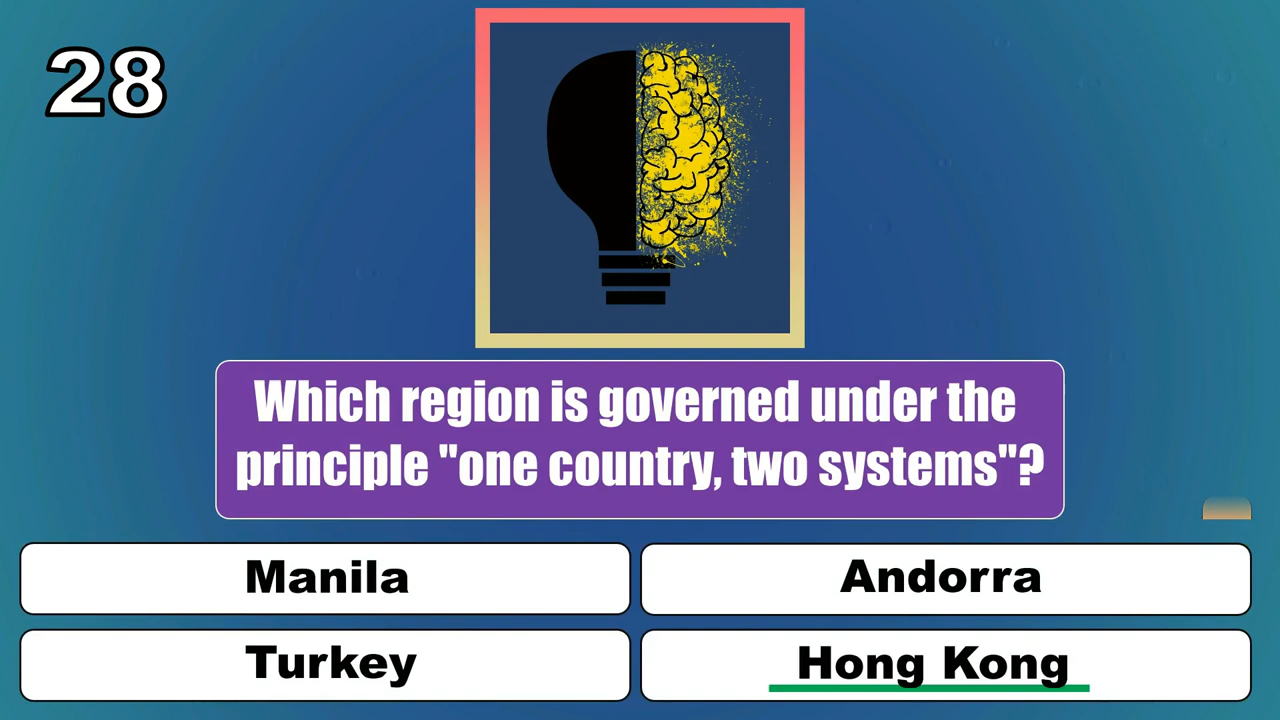 28
Which region is governed under the
principle "one country, two systems"?
Manila
Andorra
Turkey
Hong Kong